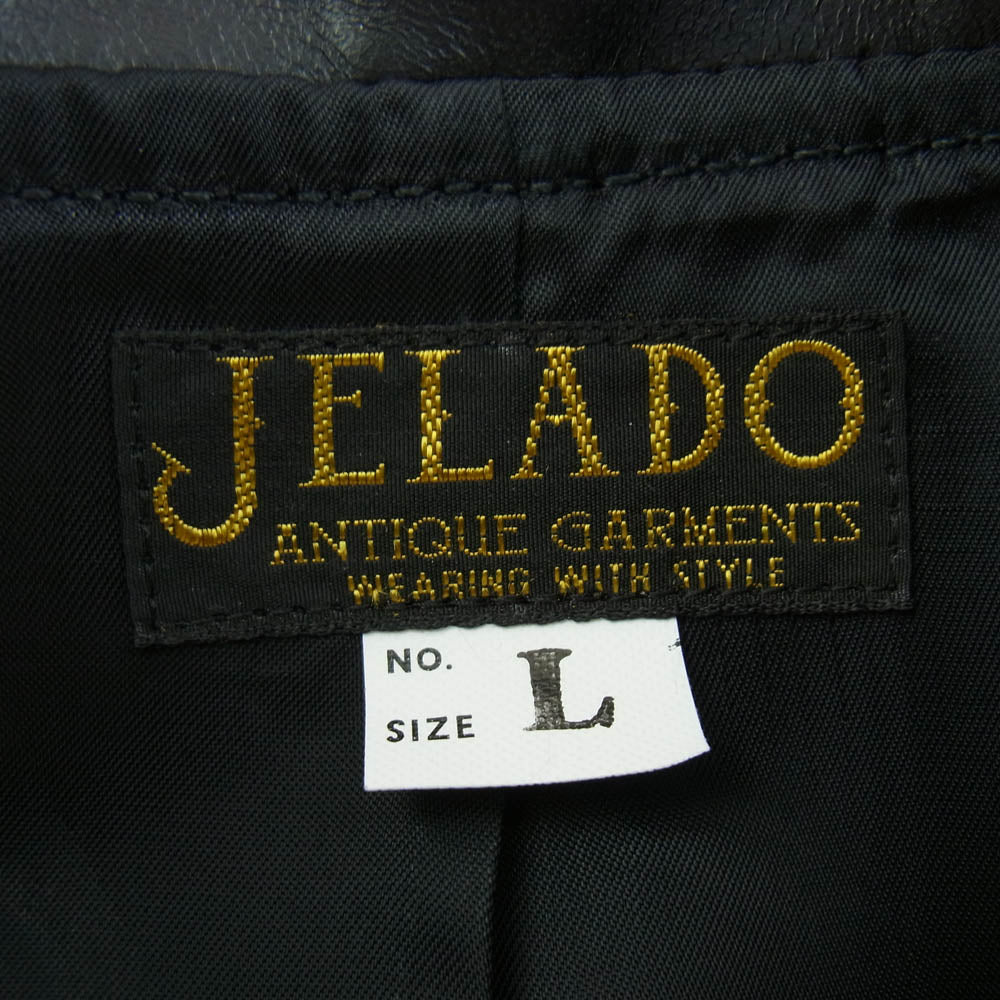 JELADO
ANTIQUE GARMENTS
WEARING WITH STYLE
NO.
SIZE L